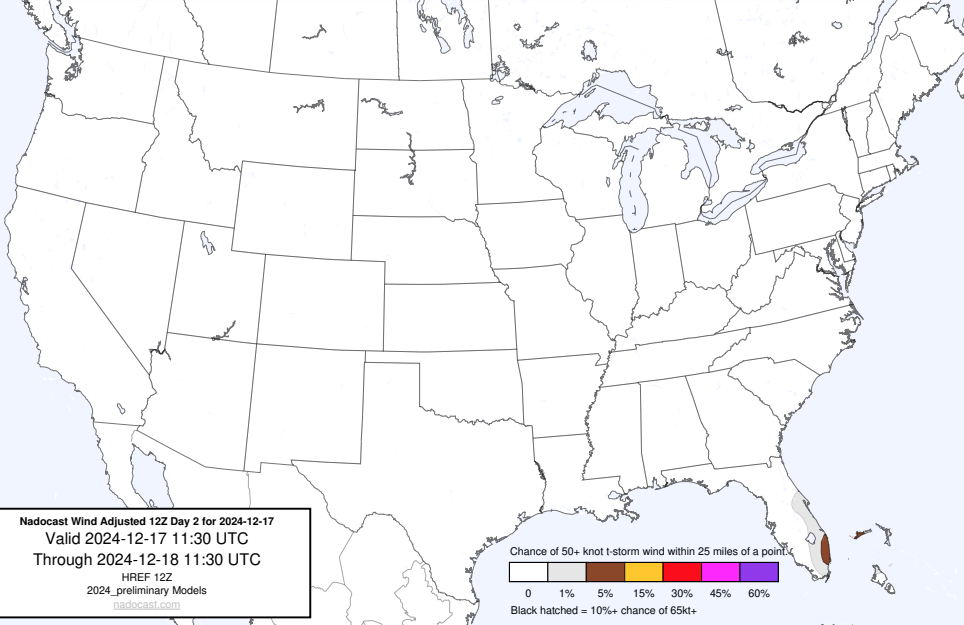 Nadocast Wind Adjusted 12Z Day 2 for 2024-12-17
Valid 2024-12-17 11:30 UTC
Through 2024-12-18 11:30 UTC
HREF 12Z
2024_preliminary Models
nadocast.com
Chance of 50+ knot t-storm wind within 25 miles of a point.
0 1% 5% 15% 30% 45% 60%
Black hatched = 10%+ chance of 65kt+